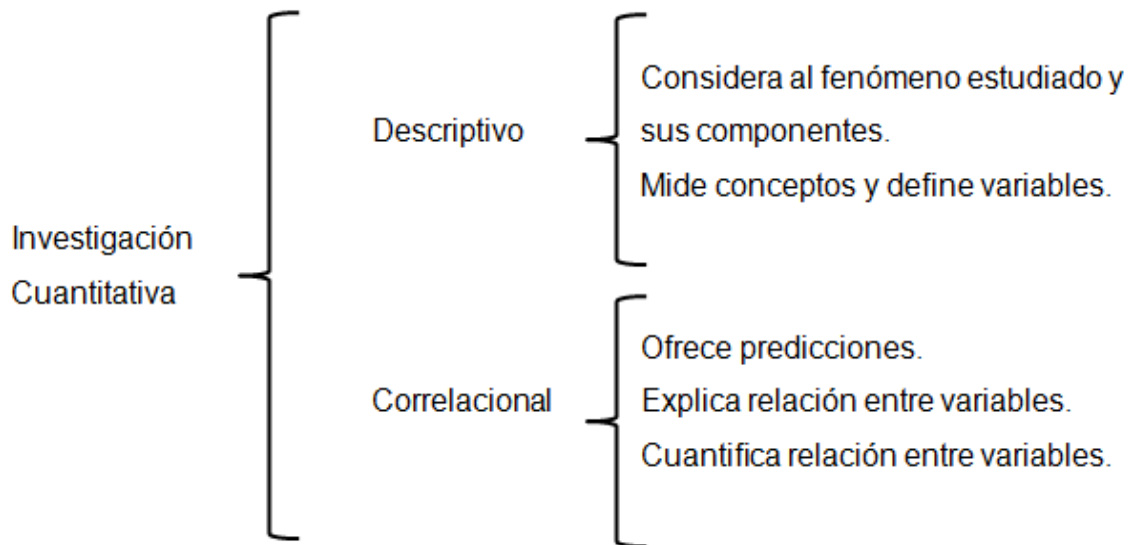 Investigación
Cuantitativa
Descriptivo
Considera al fenómeno estudiado y
sus componentes.
Mide conceptos y define variables.
Correlacional
Ofrece predicciones.
Explica relación entre variables.
Cuantifica relación entre variables.